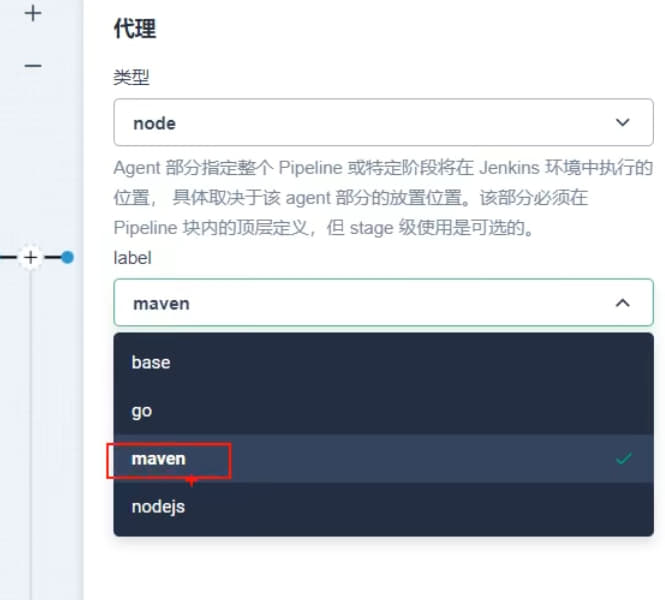 代理
类型
node
Agent 部分指定整个 Pipeline 或特定阶段将在 Jenkins 环境中执行的
位置， 具体取决于该 agent 部分的放置位置。该部分必须在
Pipeline 块内的顶层定义，但 stage 级使用是可选的。
label
maven
base
go
maven
nodejs